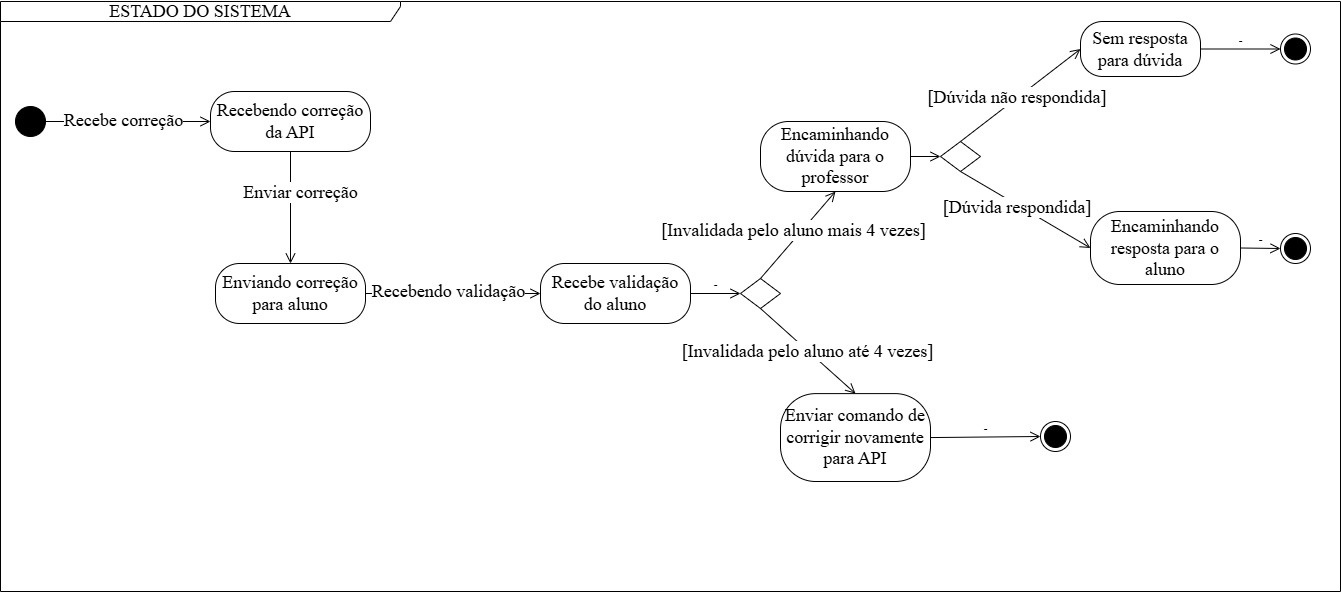 ESTADO DO SISTEMA
Recebe correção
Recebendo correção
da API
Enviar correção
Enviando correção
para aluno
Recebendo validação
Recebe validação
do aluno
-
[Invalidada pelo aluno mais 4 vezes]
Encaminhando
dúvida para o
professor
[Dúvida não respondida]
Sem resposta
para dúvida
-
[Dúvida respondida]
Encaminhando
resposta para o
aluno
-
[Invalidada pelo aluno até 4 vezes]
Enviar comando de
corrigir novamente
para API
-